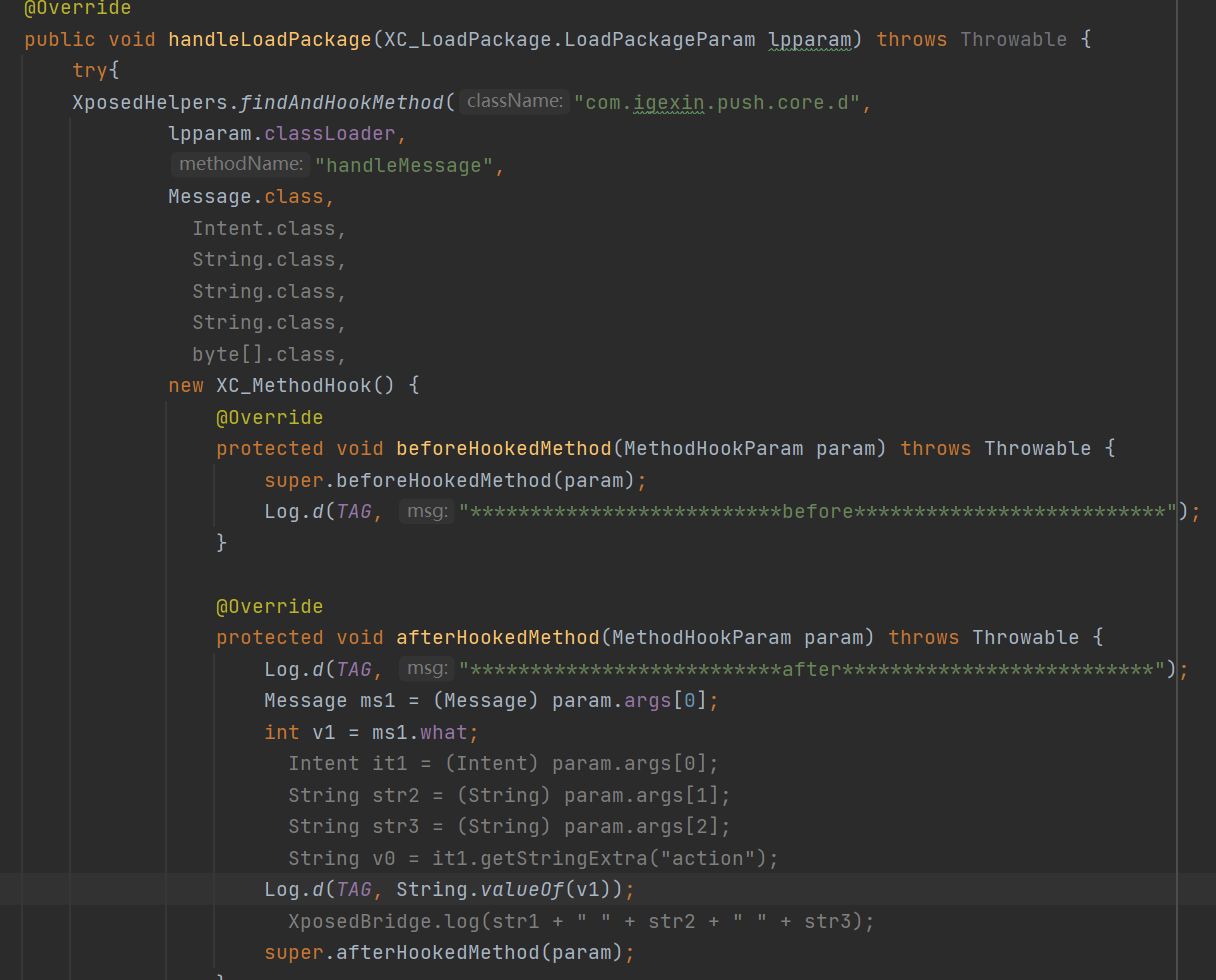 @Override
public void handleLoadPackage(XC_LoadPackage.LoadPackageParam lpparam) throws Throwable {
try{
XposedHelpers.findAndHookMethod( className: "com.igexin.push.core.d",
lpparam.classLoader,
methodName: "handleMessage",
Message.class,
Intent.class,
String.class,
String.class,
String.class,
byte[].class,
new XC_MethodHook() {
@Override
protected void beforeHookedMethod(MethodHookParam param) throws Throwable {
super.beforeHookedMethod(param);
Log.d(TAG, msg: "**************************before**************************");
}
@Override
protected void afterHookedMethod(MethodHookParam param) throws Throwable {
Log.d(TAG, msg: "**************************after**************************");
Message ms1 = (Message) param.args[0];
int v1 = ms1.what;
Intent it1 = (Intent) param.args[0];
String str2 = (String) param.args[1];
String str3 = (String) param.args[2];
String v0 = it1.getStringExtra("action");
Log.d(TAG, String.valueOf(v1));
XposedBridge.log(str1 + " " + str2 + " " + str3);
super.afterHookedMethod(param);